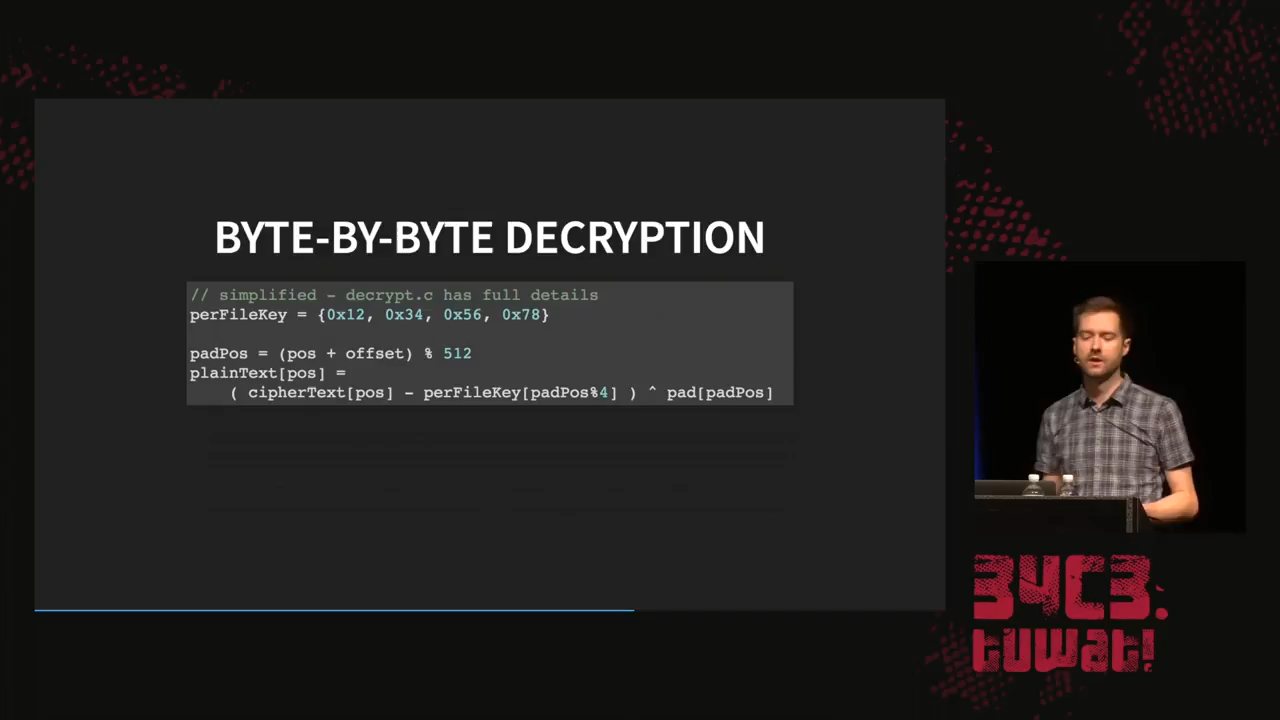 BYTE-BY-BYTE DECRYPTION
// simplified - decrypt.c has full details
perFileKey = {0x12, 0x34, 0x56, 0x78}
padPos = (pos + offset) % 512
plainText[pos] =
( cipherText[pos] - perFileKey[padPos%4] ) ^ pad[padPos]
34C3.
tuwat!